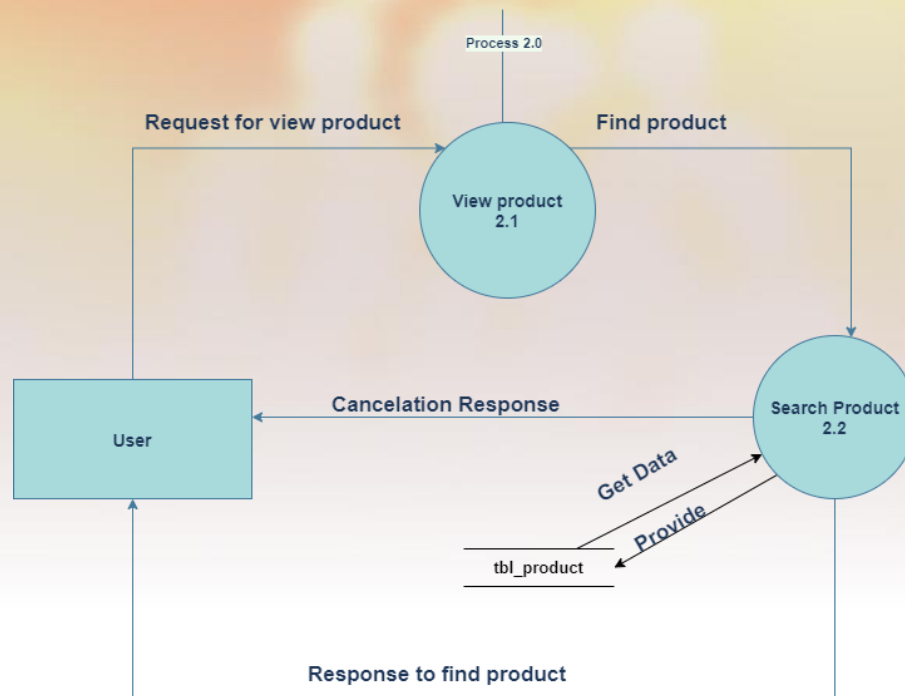 Process 2.0
Request for view product
Find product
View product
2.1
Cancelation Response
Search Product
2.2
User
Get Data
Provide
tbl_product
Response to find product